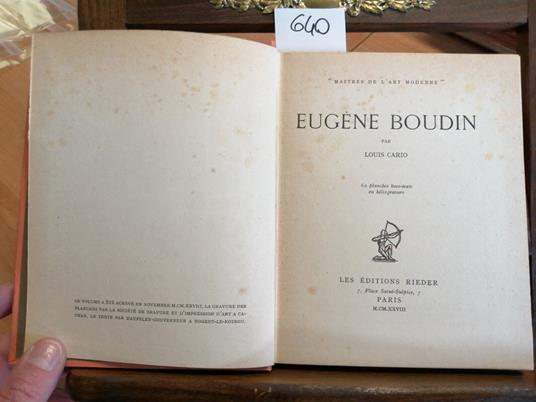 640
CE VOLUME A ÉTÉ ACHEVÉ EN NOVEMBRE M.CM.XXVIII, LA GRAVURE DES
PLANCHES PAR LA SOCIÉTÉ DE GRAVURE ET D'IMPRESSION D'ART A CA-
CHAN, LE TEXTE PAR DAUPELEY-GOUVERNEUR A NOGENT-LE-ROTROU.
"MAITRES DE L'ART MODERNE"
EUGÈNE BOUDIN
PAR
LOUIS CARIO
60 planches hors-texte
en héliogravure
LES ÉDITIONS RIEDER
7, Place Saint-Sulpice, 7
PARIS
M.CM.XXVIII